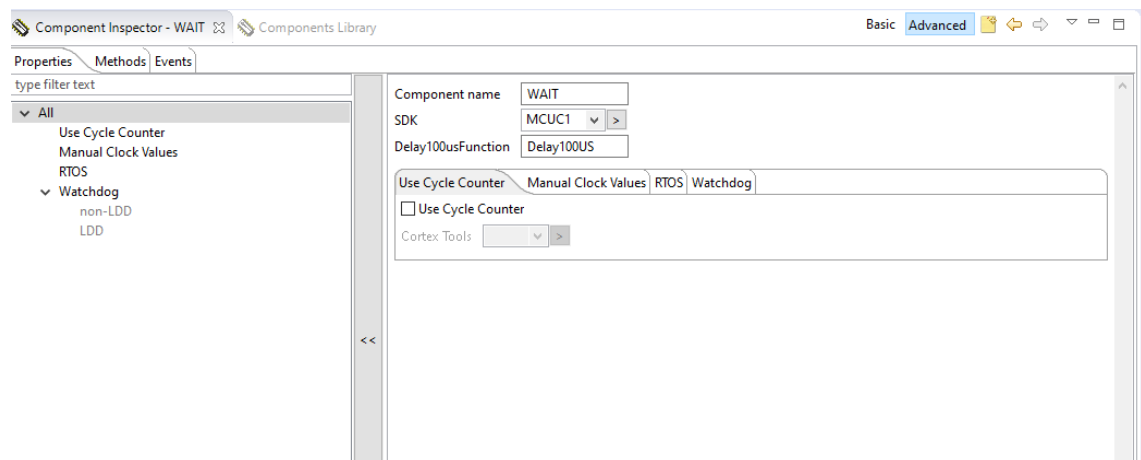 Component Inspector - WAIT Components Library Basic Advanced
Properties Methods Events
type filter text
All
Use Cycle Counter
Manual Clock Values
RTOS
Watchdog
non-LDD
LDD
<<
Component name WAIT
SDK MCUC1 >
Delay100usFunction Delay100US
Use Cycle Counter Manual Clock Values RTOS Watchdog
Use Cycle Counter
Cortex Tools >